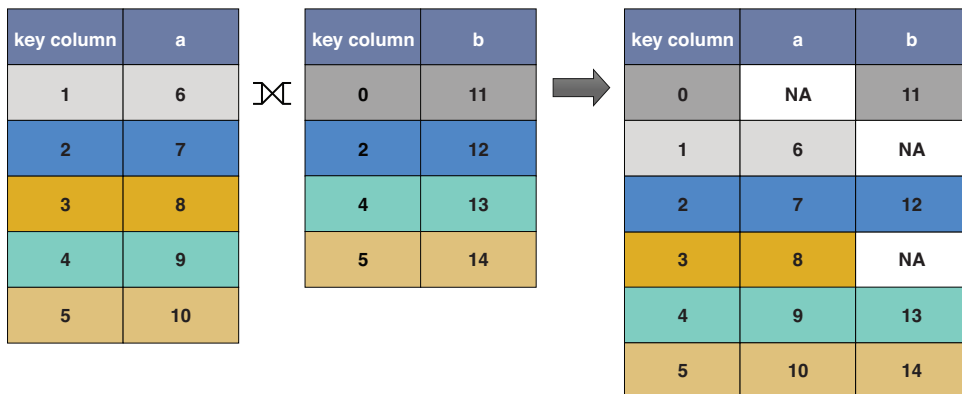 key column a
1 6
2 7
3 8
4 9
5 10
key column b
0 11
2 12
4 13
5 14
key column a b
0 NA 11
1 6 NA
2 7 12
3 8 NA
4 9 13
5 10 14